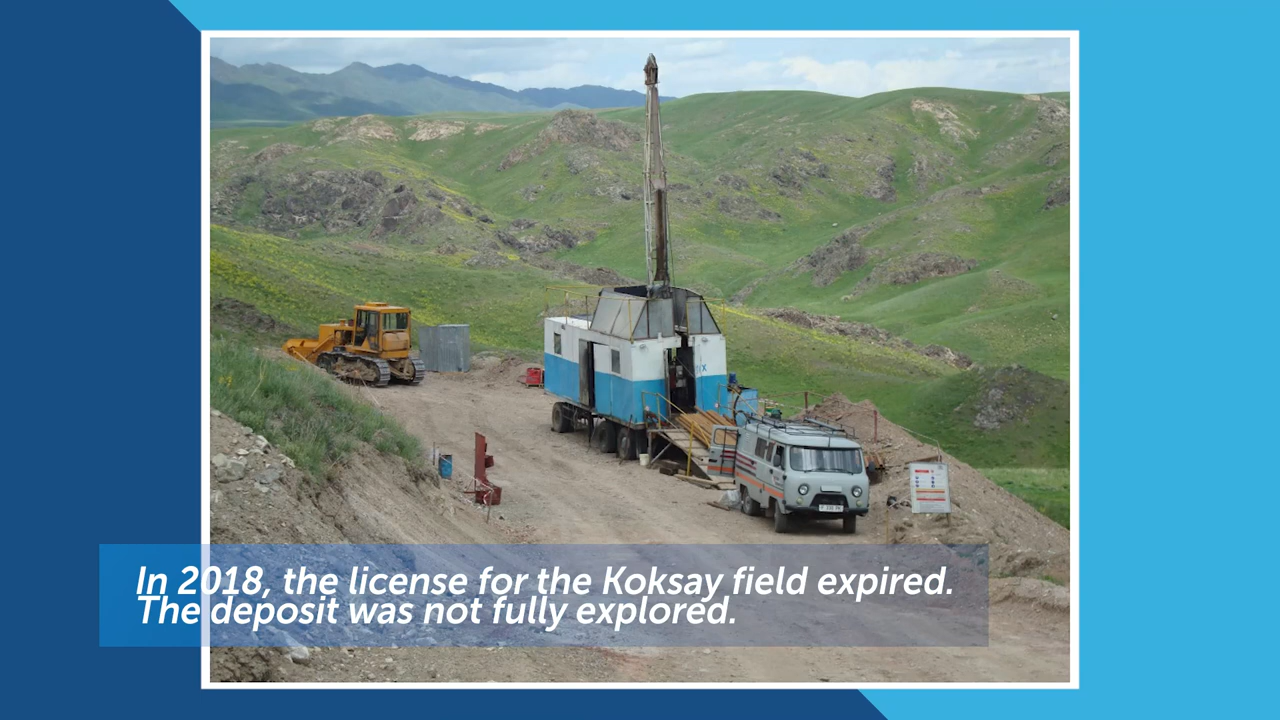 In 2018, the license for the Koksay field expired.
The deposit was not fully explored.